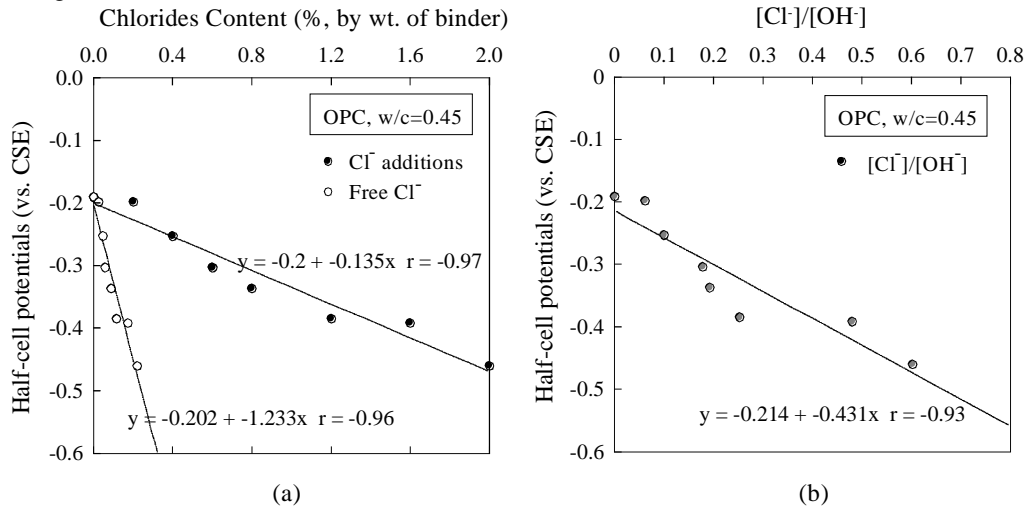 Chlorides Content (%, by wt. of binder)
0.0 0.4 0.8 1.2 1.6 2.0
0.0
-0.1
-0.2
-0.3
-0.4
-0.5
-0.6
Half-cell potentials (vs. CSE)
OPC, w/c=0.45
Cl⁻ additions
Free Cl⁻
y = -0.2 + -0.135x r = -0.97
y = -0.202 + -1.233x r = -0.96
(a)
[Cl⁻]/[OH⁻]
0 0.1 0.2 0.3 0.4 0.5 0.6 0.7 0.8
0.0
-0.1
-0.2
-0.3
-0.4
-0.5
-0.6
Half-cell potentials (vs. CSE)
OPC, w/c=0.45
[Cl⁻]/[OH⁻]
y = -0.214 + -0.431x r = -0.93
(b)